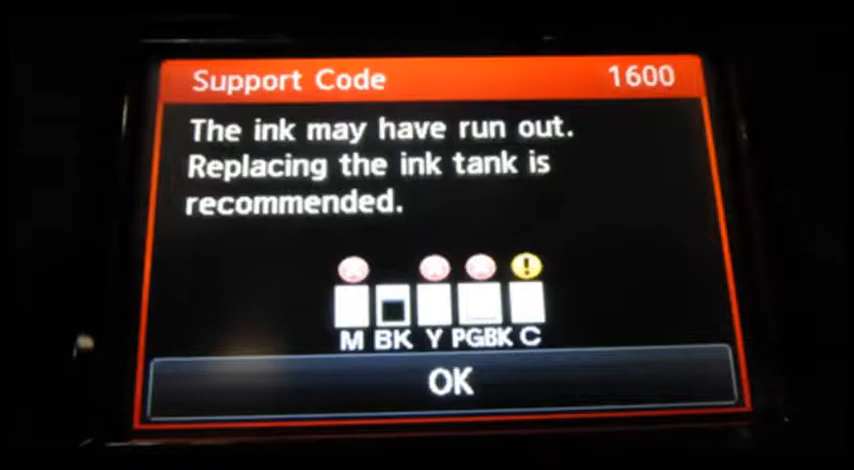 Support Code 1600
The ink may have run out.
Replacing the ink tank is
recommended.
!
M BK Y PGBK C
OK